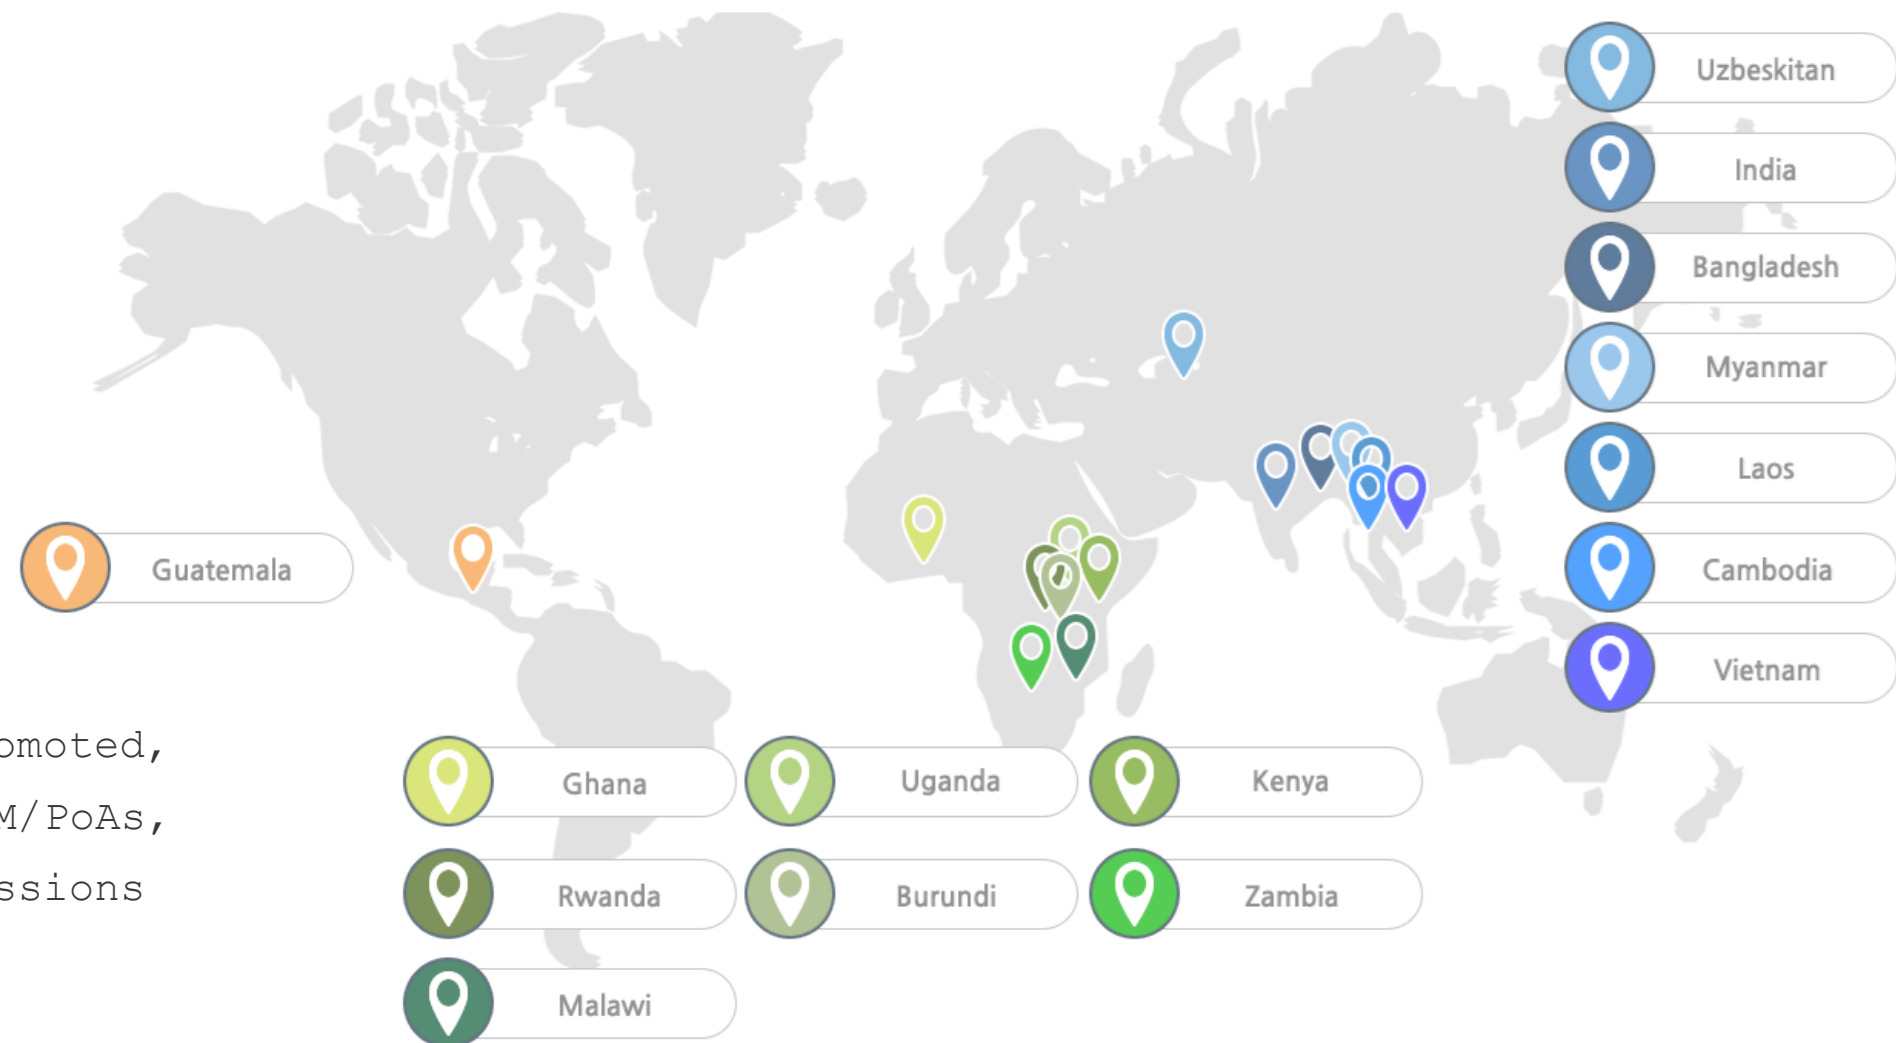 Uzbeskitan
India
Bangladesh
Myanmar
Laos
Guatemala
Cambodia
Vietnam
omoted,
M/PoAs,
ssions
Ghana
Uganda
Kenya
Rwanda
Burundi
Zambia
Malawi